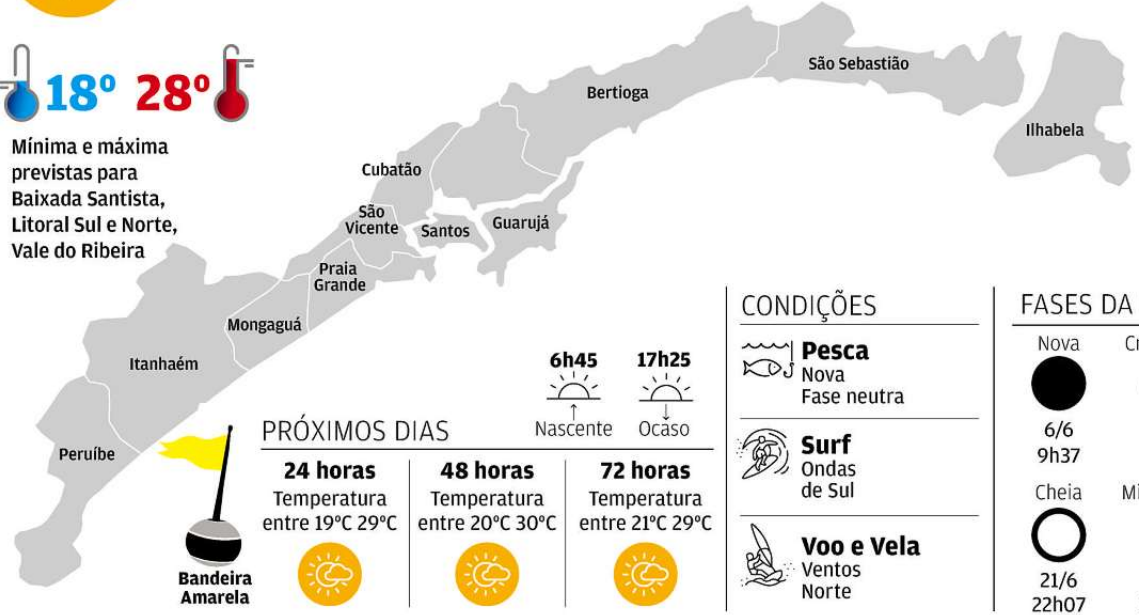 18º 28º
Mínima e máxima
previstas para
Baixada Santista,
Litoral Sul e Norte,
Vale do Ribeira
São Sebastião
Bertioga
Ilhabela
Cubatão
São
Vicente
Santos
Guarujá
Praia
Grande
Mongaguá
Itanhaém
Peruíbe
Bandeira
Amarela
6h45
Nascente
17h25
Ocaso
PRÓXIMOS DIAS
24 horas
Temperatura
entre 19ºC 29ºC
48 horas
Temperatura
entre 20ºC 30ºC
72 horas
Temperatura
entre 21ºC 29ºC
CONDIÇÕES
Pesca
Nova
Fase neutra
Surf
Ondas
de Sul
Voo e Vela
Ventos
Norte
FASES DA
Nova
6/6
9h37
Cheia
21/6
22h07